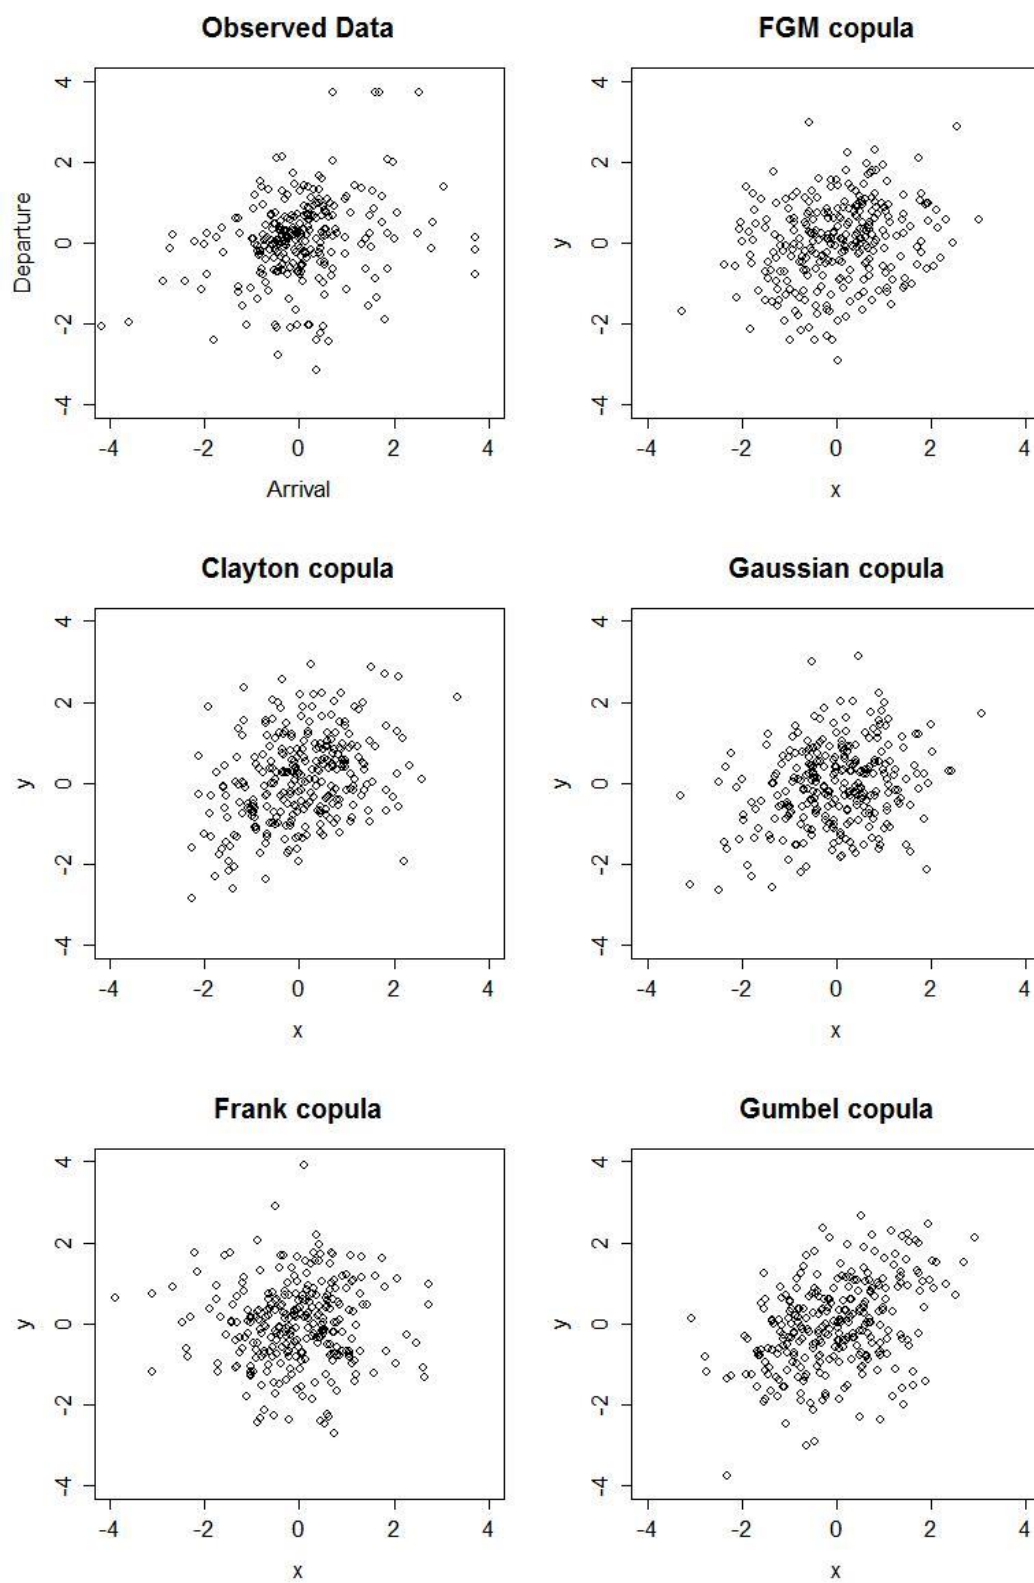 Observed Data
FGM copula
4
2
0
-2
-4
Departure
-4 -2 0 2 4
Arrival
4
2
0
-2
-4
y
-4 -2 0 2 4
x
Clayton copula
Gaussian copula
4
2
0
-2
-4
y
-4 -2 0 2 4
x
4
2
0
-2
-4
y
-4 -2 0 2 4
x
Frank copula
Gumbel copula
4
2
0
-2
-4
y
-4 -2 0 2 4
x
4
2
0
-2
-4
y
-4 -2 0 2 4
x